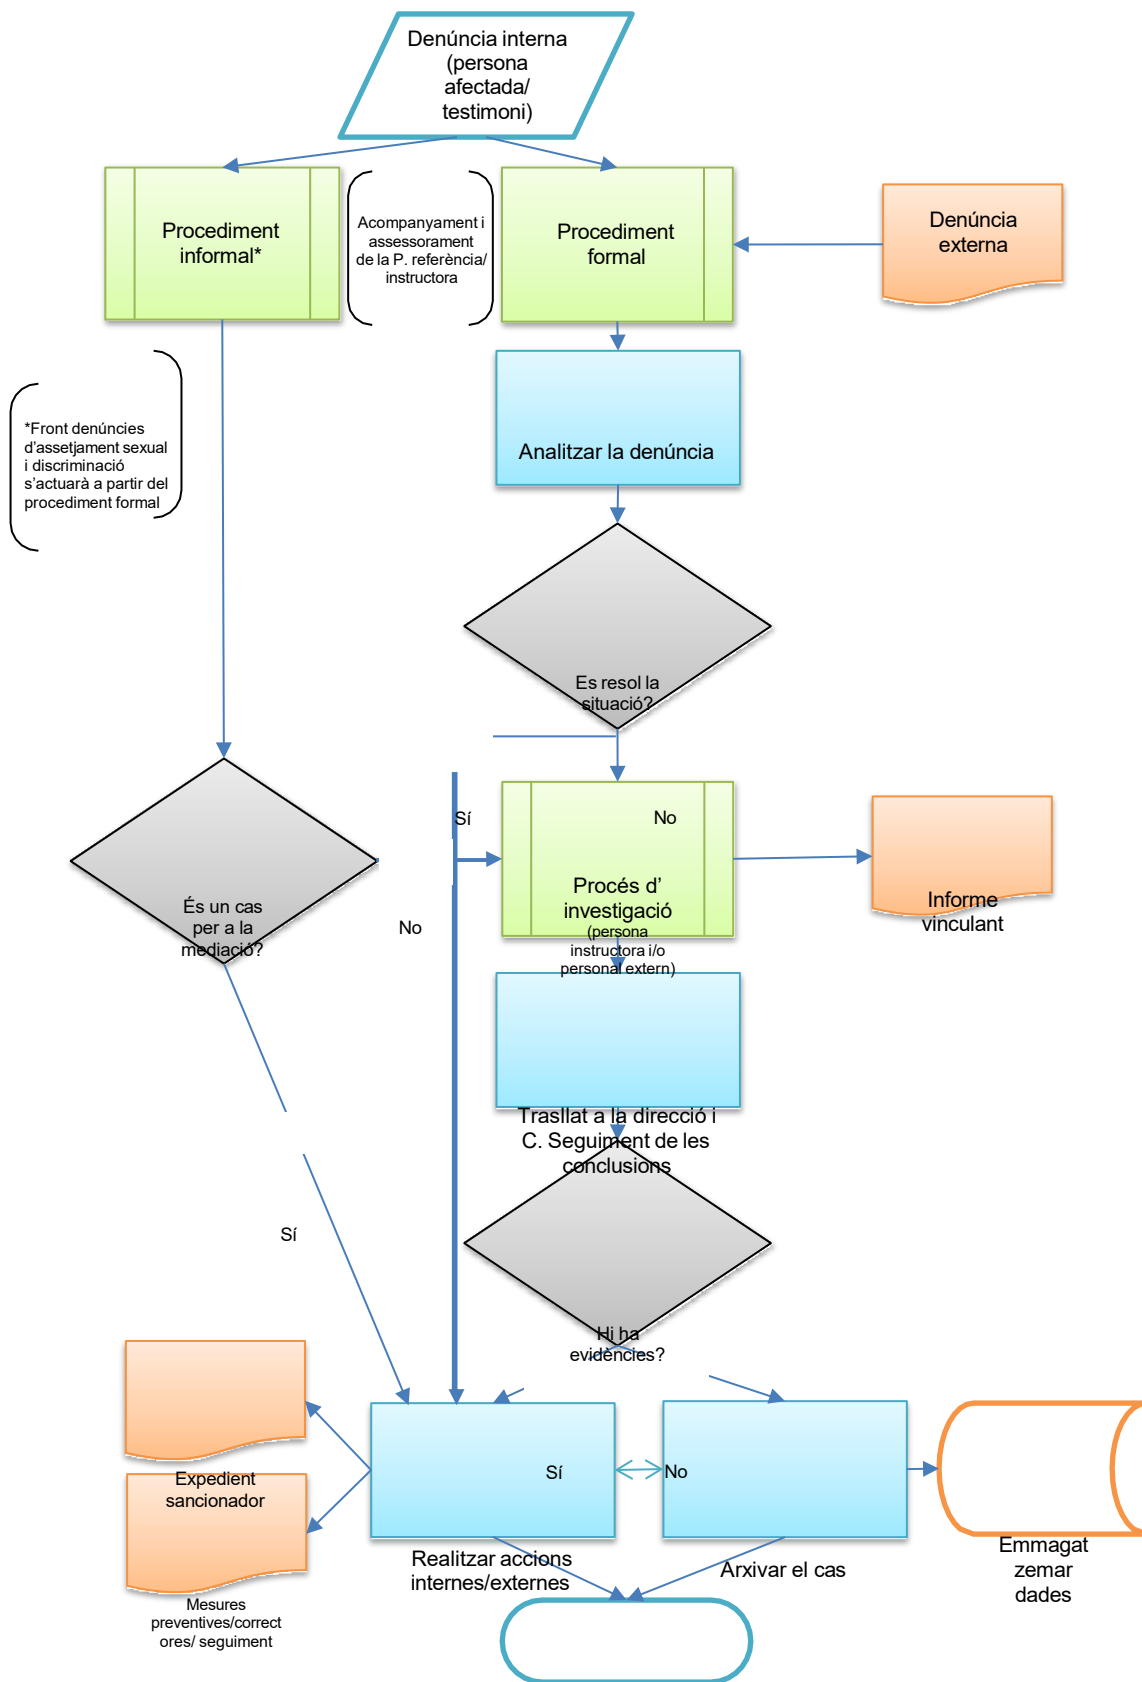 Denúncia interna
(persona
afectada/
testimoni)
Procediment
informal*
Acompanyament i
assessorament
de la P. referència/
instructora
Procediment
formal
Denúncia
externa
*Front denúncies
d'assetjament sexual
i discriminació
s'actuarà a partir del
procediment formal
Analitzar la denúncia
Es resol la
situació?
Sí
No
És un cas
per a la
mediació?
No
Procés d'
investigació
(persona
instructora i/o
personal extern)
Informe
vinculant
Trasllat a la direcció i
C. Seguiment de les
conclusions
Sí
Hi ha
evidències?
Sí
No
Expedient
sancionador
Realitzar accions
internes/externes
Arxivar el cas
Emmagat
zemar
dades
Mesures
preventives/correct
ores/ seguiment